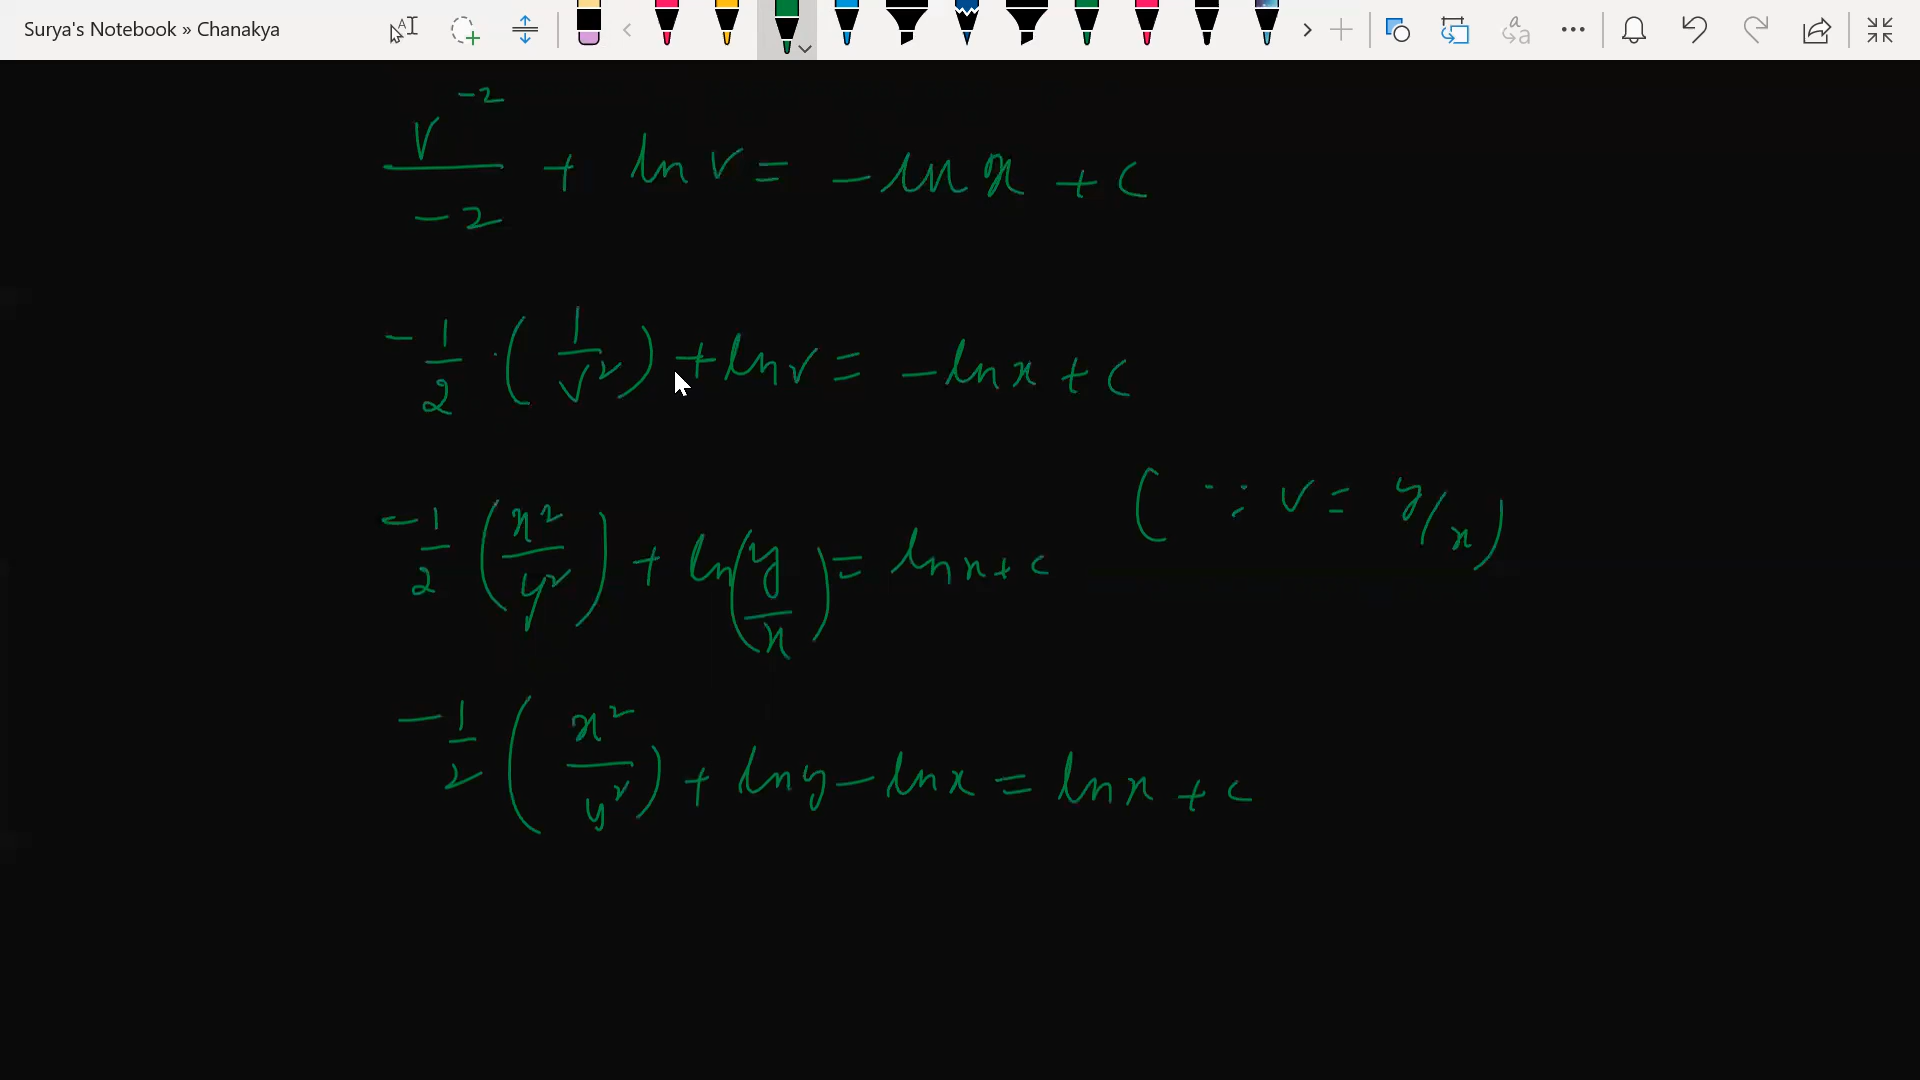 Surya's Notebook » Chanakya
v^-2/-2 + ln v = - ln x + c
-1/2 · (1/v²) + ln v = - ln x + c
(∵ v = y/x)
-1/2 (x²/y²) + ln(y/x) = ln x + c
-1/2 (x²/y²) + ln y - ln x = ln x + c